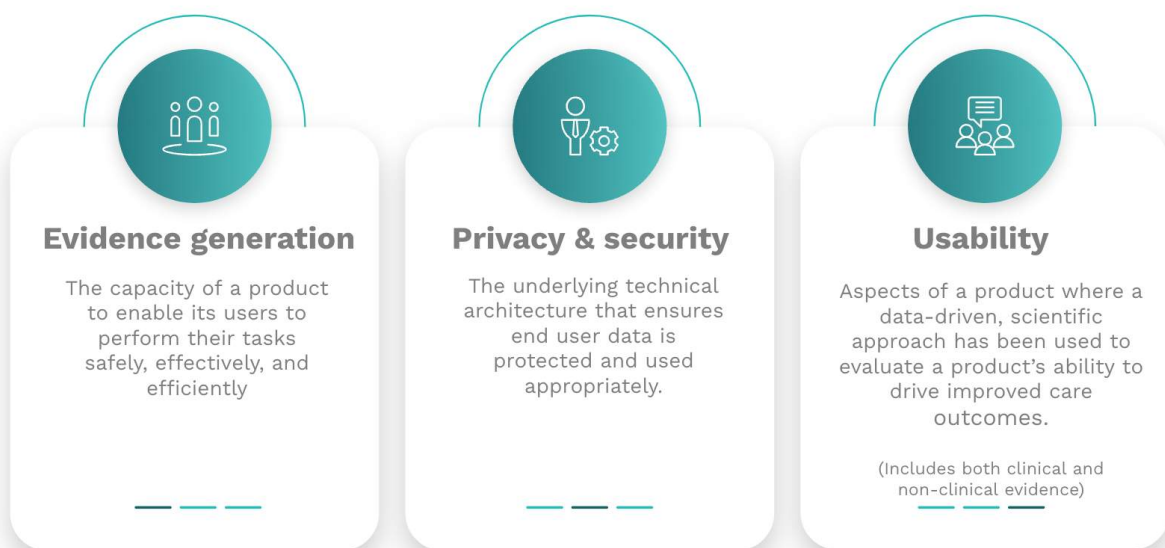 Evidence generation
The capacity of a product
to enable its users to
perform their tasks
safely, effectively, and
efficiently
Privacy & security
The underlying technical
architecture that ensures
end user data is
protected and used
appropriately.
Usability
Aspects of a product where a
data-driven, scientific
approach has been used to
evaluate a product’s ability to
drive improved care
outcomes.
(Includes both clinical and
non-clinical evidence)